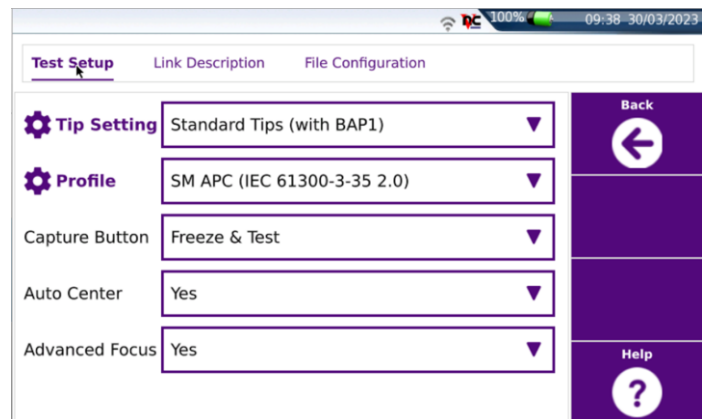 100% 09:38 30/03/2023
Test Setup Link Description File Configuration
Back
Tip Setting Standard Tips (with BAP1)
Profile SM APC (IEC 61300-3-35 2.0)
Capture Button Freeze & Test
Auto Center Yes
Advanced Focus Yes
Help
?